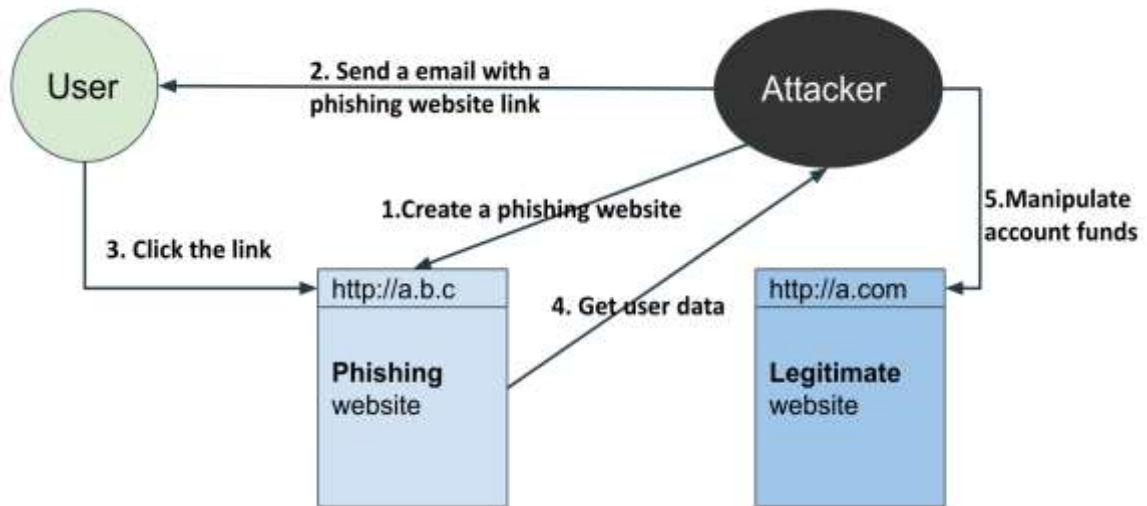 User
2. Send a email with a
phishing website link
Attacker
1.Create a phishing website
5.Manipulate
account funds
3. Click the link
http://a.b.c
4. Get user data
http://a.com
Phishing
website
Legitimate
website